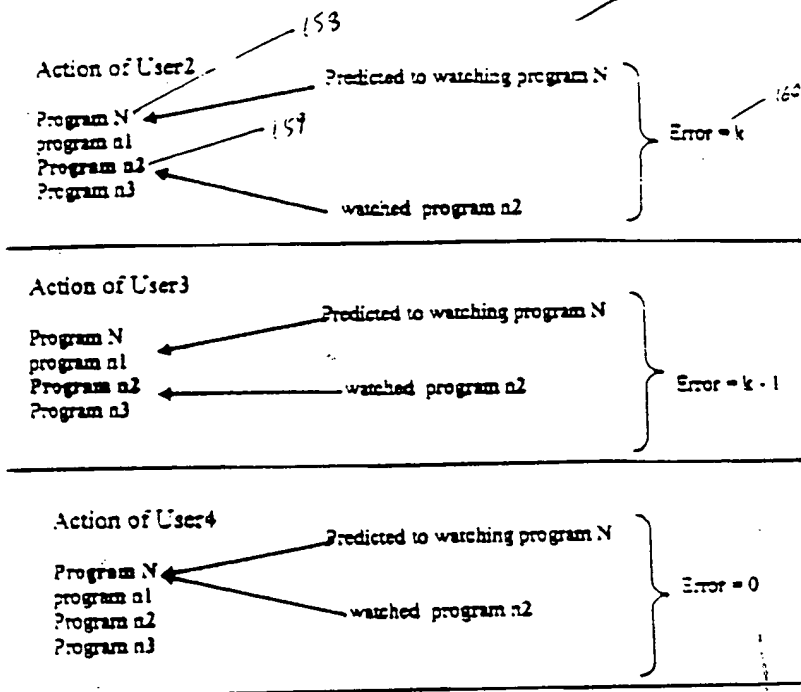 153
Action of User2
Predicted to watching program N
Program N
program n1
159
160
Error = k
Program n2
Program n3
watched program n2
Action of User3
Predicted to watching program N
Program N
program n1
Program n2
watched program n2
Error = k - 1
Program n3
Action of User4
Predicted to watching program N
Program N
program n1
Error = 0
Program n2
watched program n2
Program n3